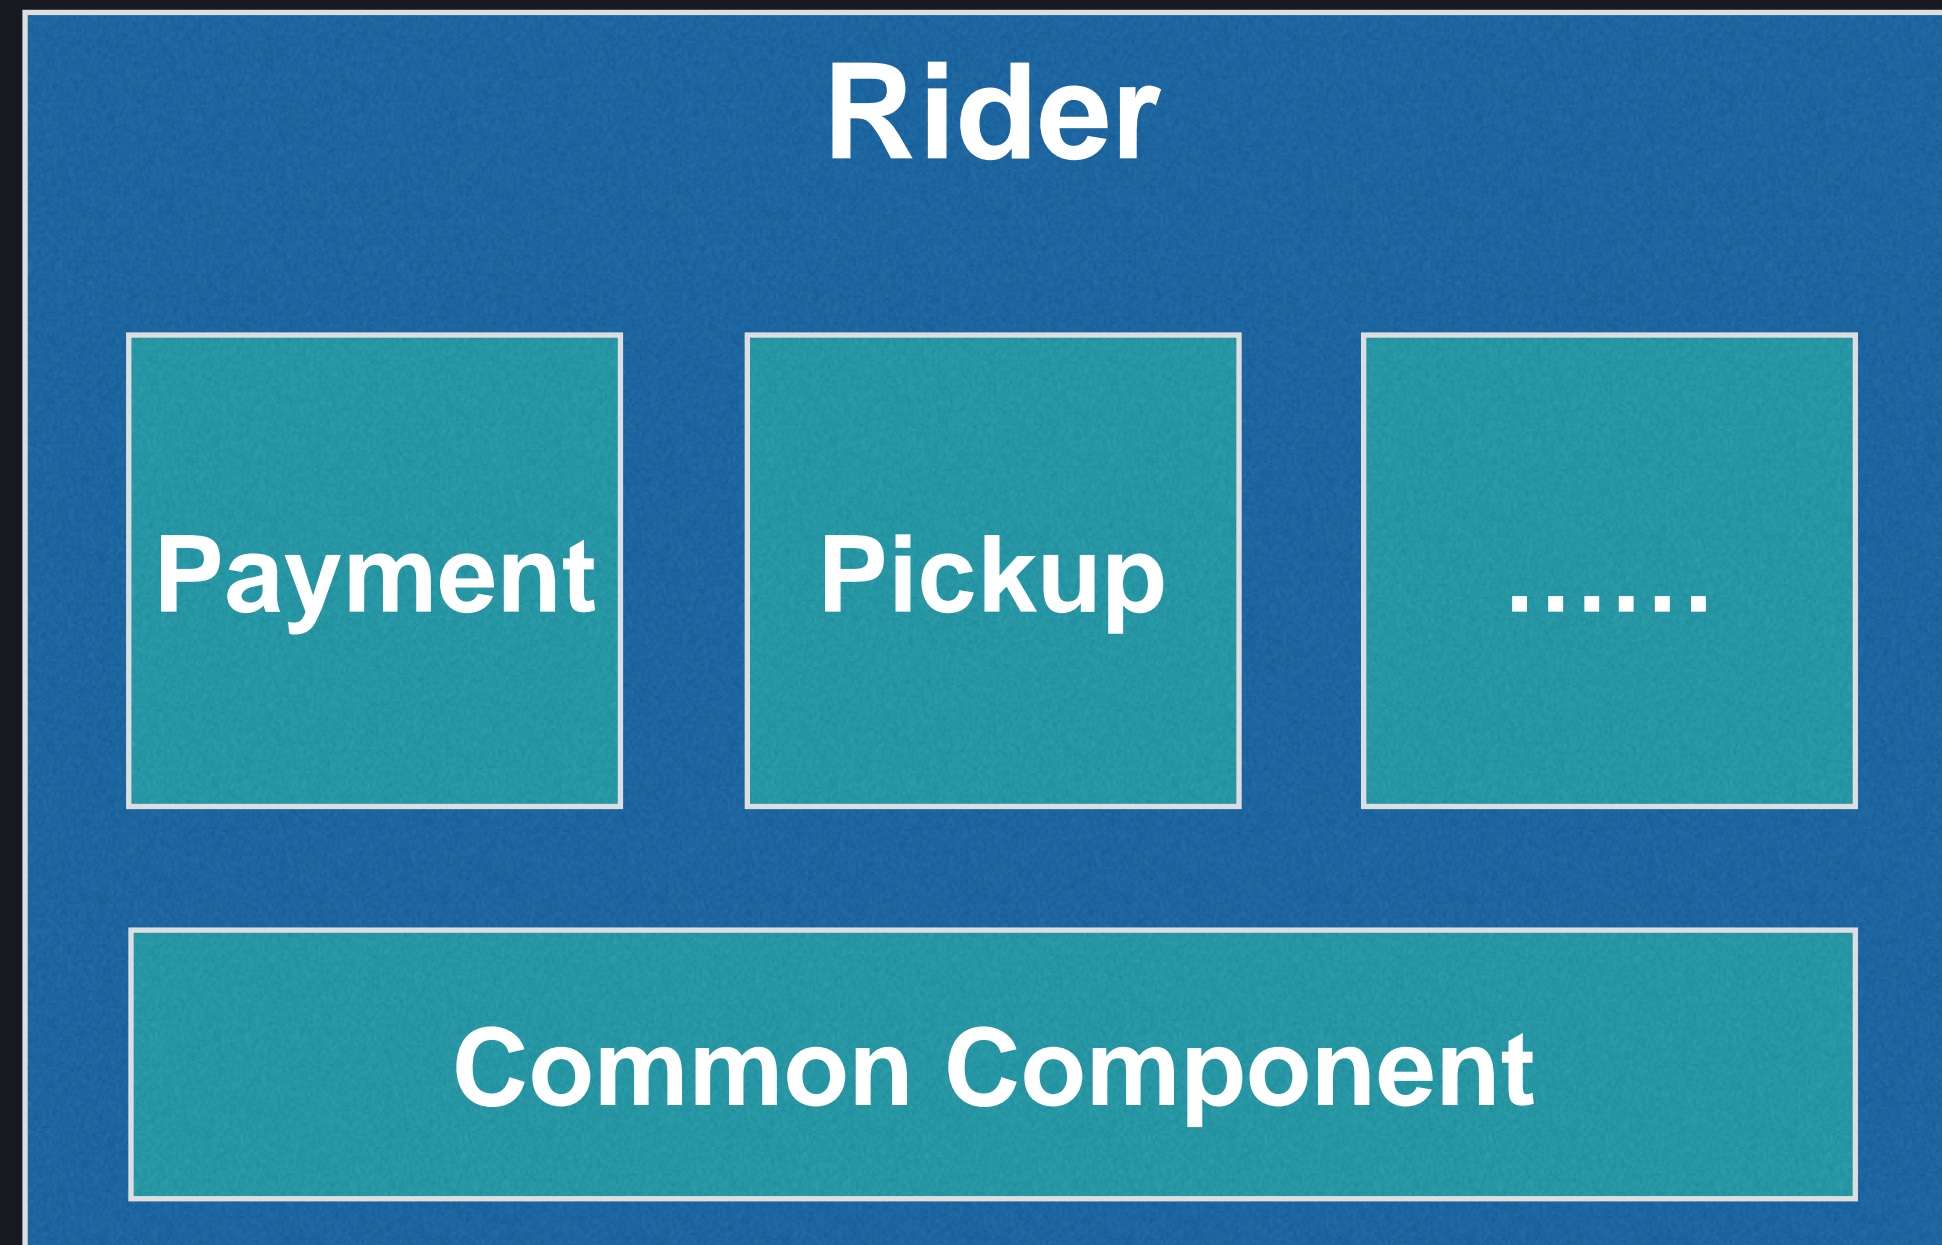 Rider
Payment
Pickup
......
Common Component